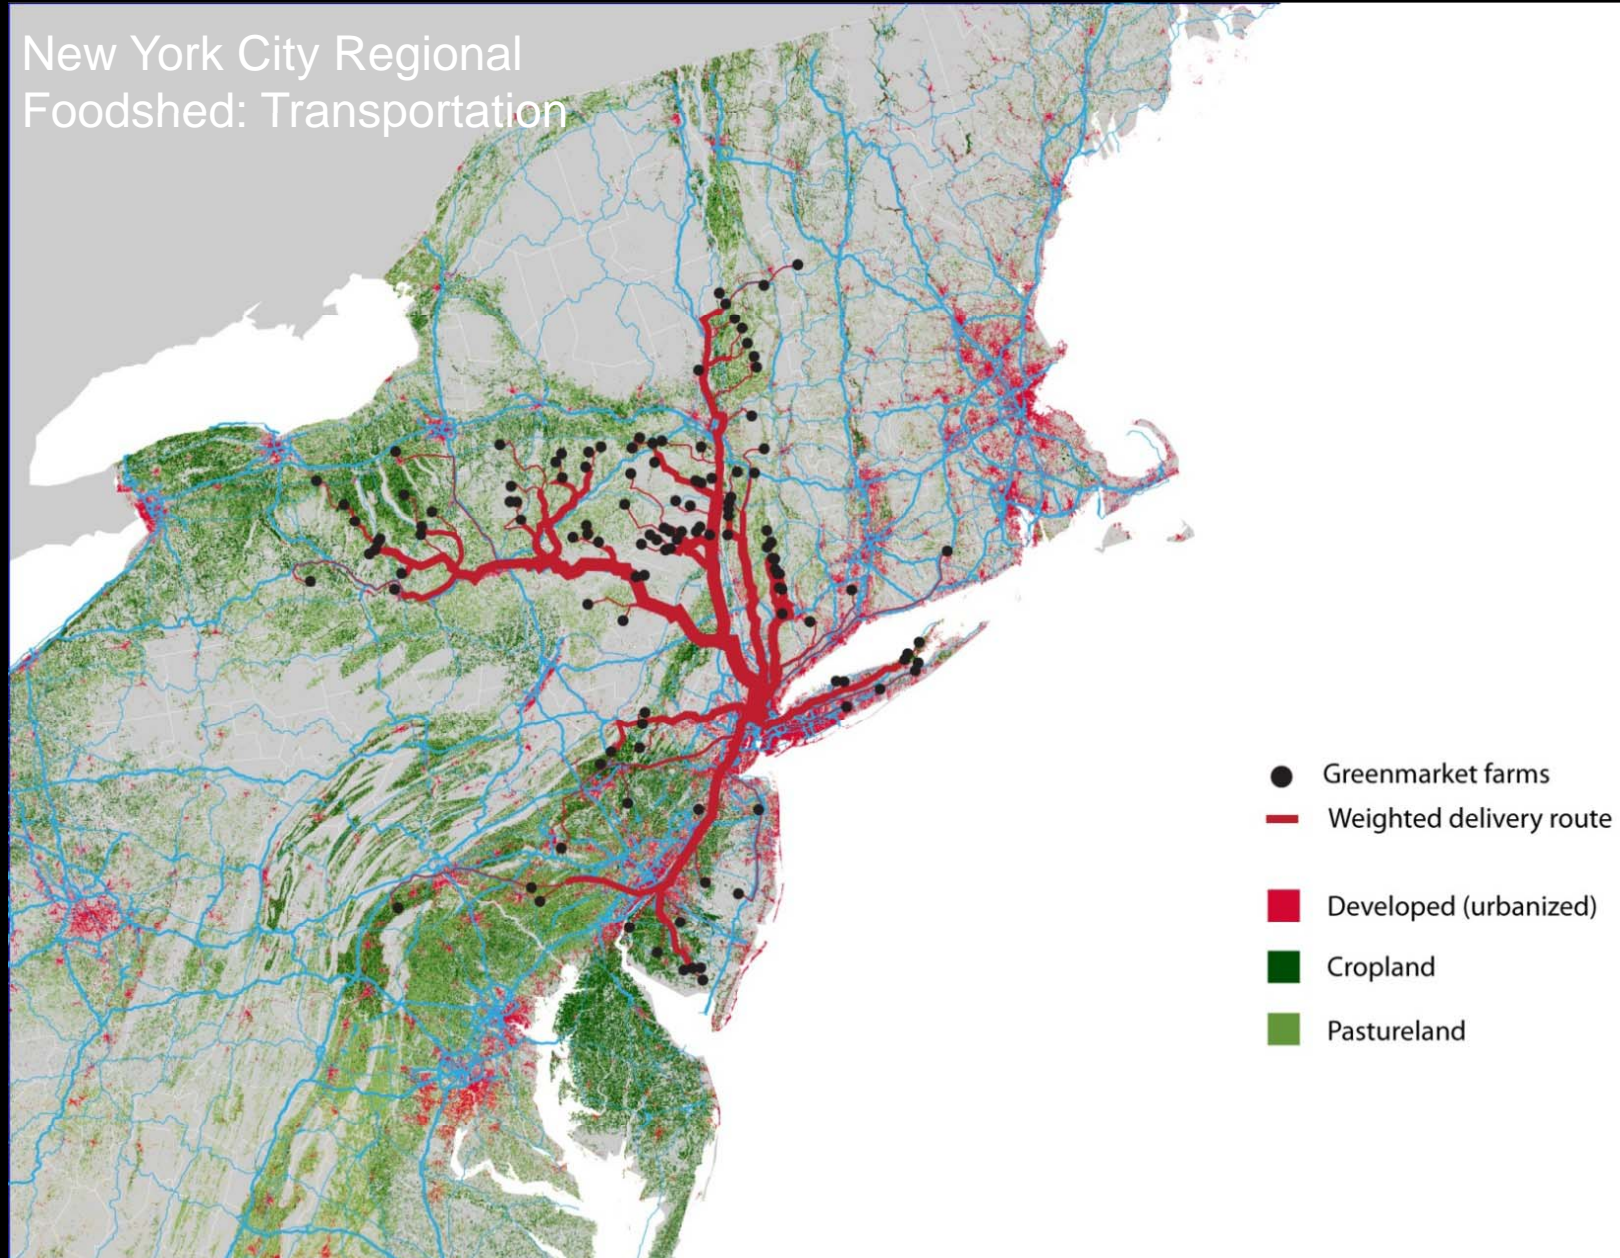 New York City Regional
Foodshed: Transportation
Greenmarket farms
Weighted delivery route
Developed (urbanized)
Cropland
Pastureland